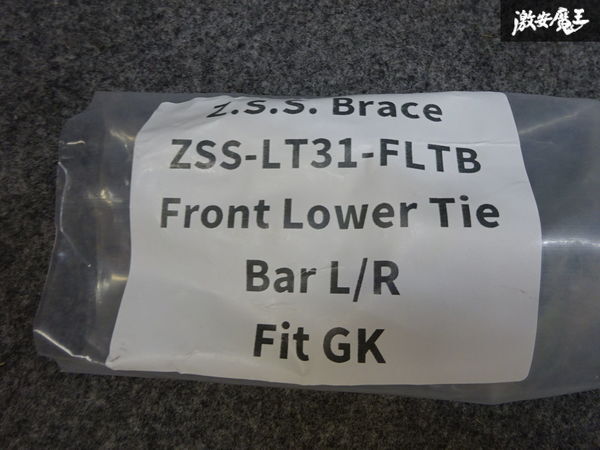 激安魔王
Z.S.S. Brace
ZSS-LT31-FLTB
Front Lower Tie
Bar L/R
Fit GK